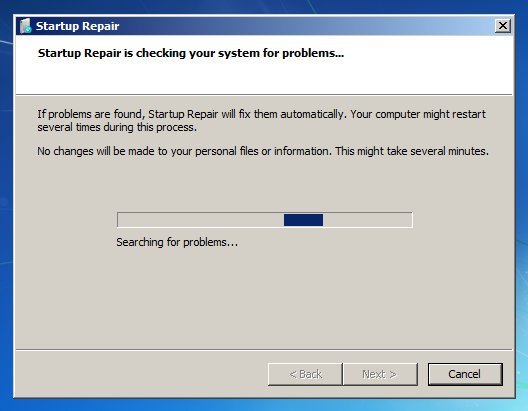 Startup Repair
Startup Repair is checking your system for problems...
If problems are found, Startup Repair will fix them automatically. Your computer might restart
several times during this process.
No changes will be made to your personal files or information. This might take several minutes.
Searching for problems...
< Back
Next >
Cancel